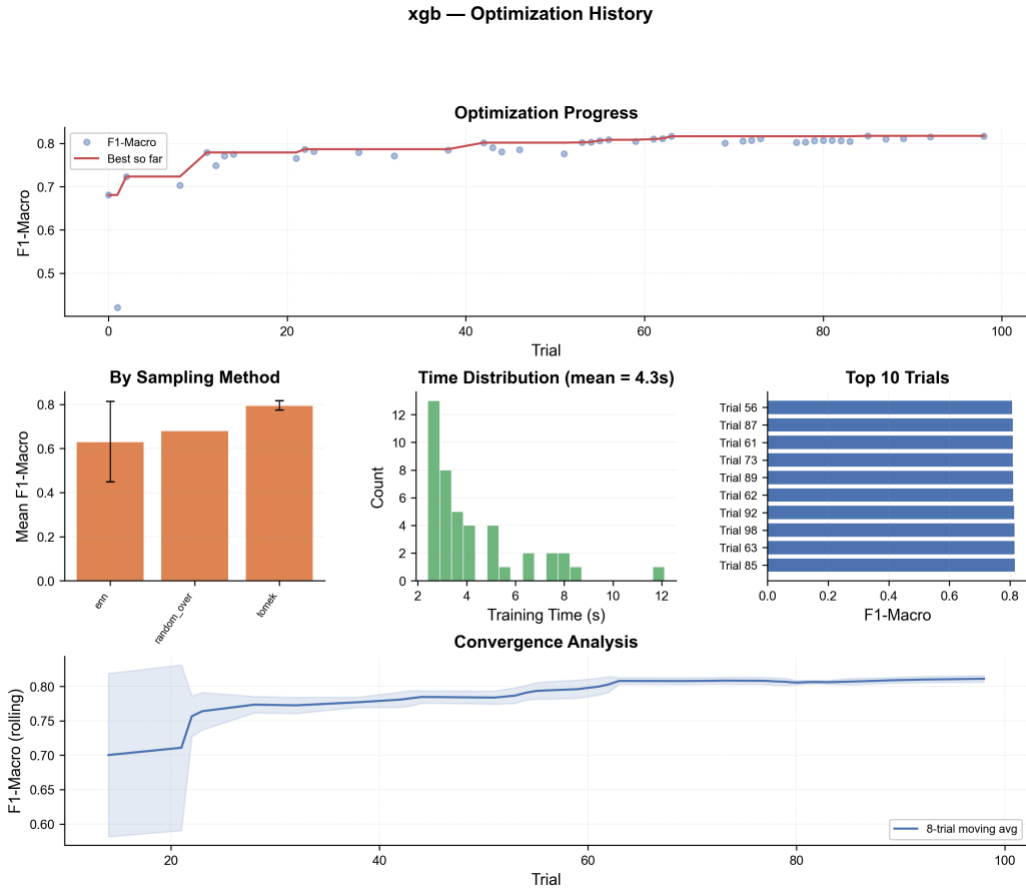 xgb — Optimization History
Optimization Progress
F1-Macro
Best so far
F1-Macro
0.8
0.7
0.6
0.5
0
20
40
60
80
100
Trial
By Sampling Method
Mean F1-Macro
0.8
0.6
0.4
0.2
0.0
enn
random_over
tomek
Time Distribution (mean = 4.3s)
Count
12
10
8
6
4
2
0
2
4
6
8
10
12
Training Time (s)
Top 10 Trials
Trial 56
Trial 87
Trial 61
Trial 73
Trial 89
Trial 62
Trial 92
Trial 98
Trial 63
Trial 85
0.0
0.2
0.4
0.6
0.8
F1-Macro
Convergence Analysis
F1-Macro (rolling)
0.80
0.75
0.70
0.65
0.60
20
40
60
80
100
Trial
8-trial moving avg